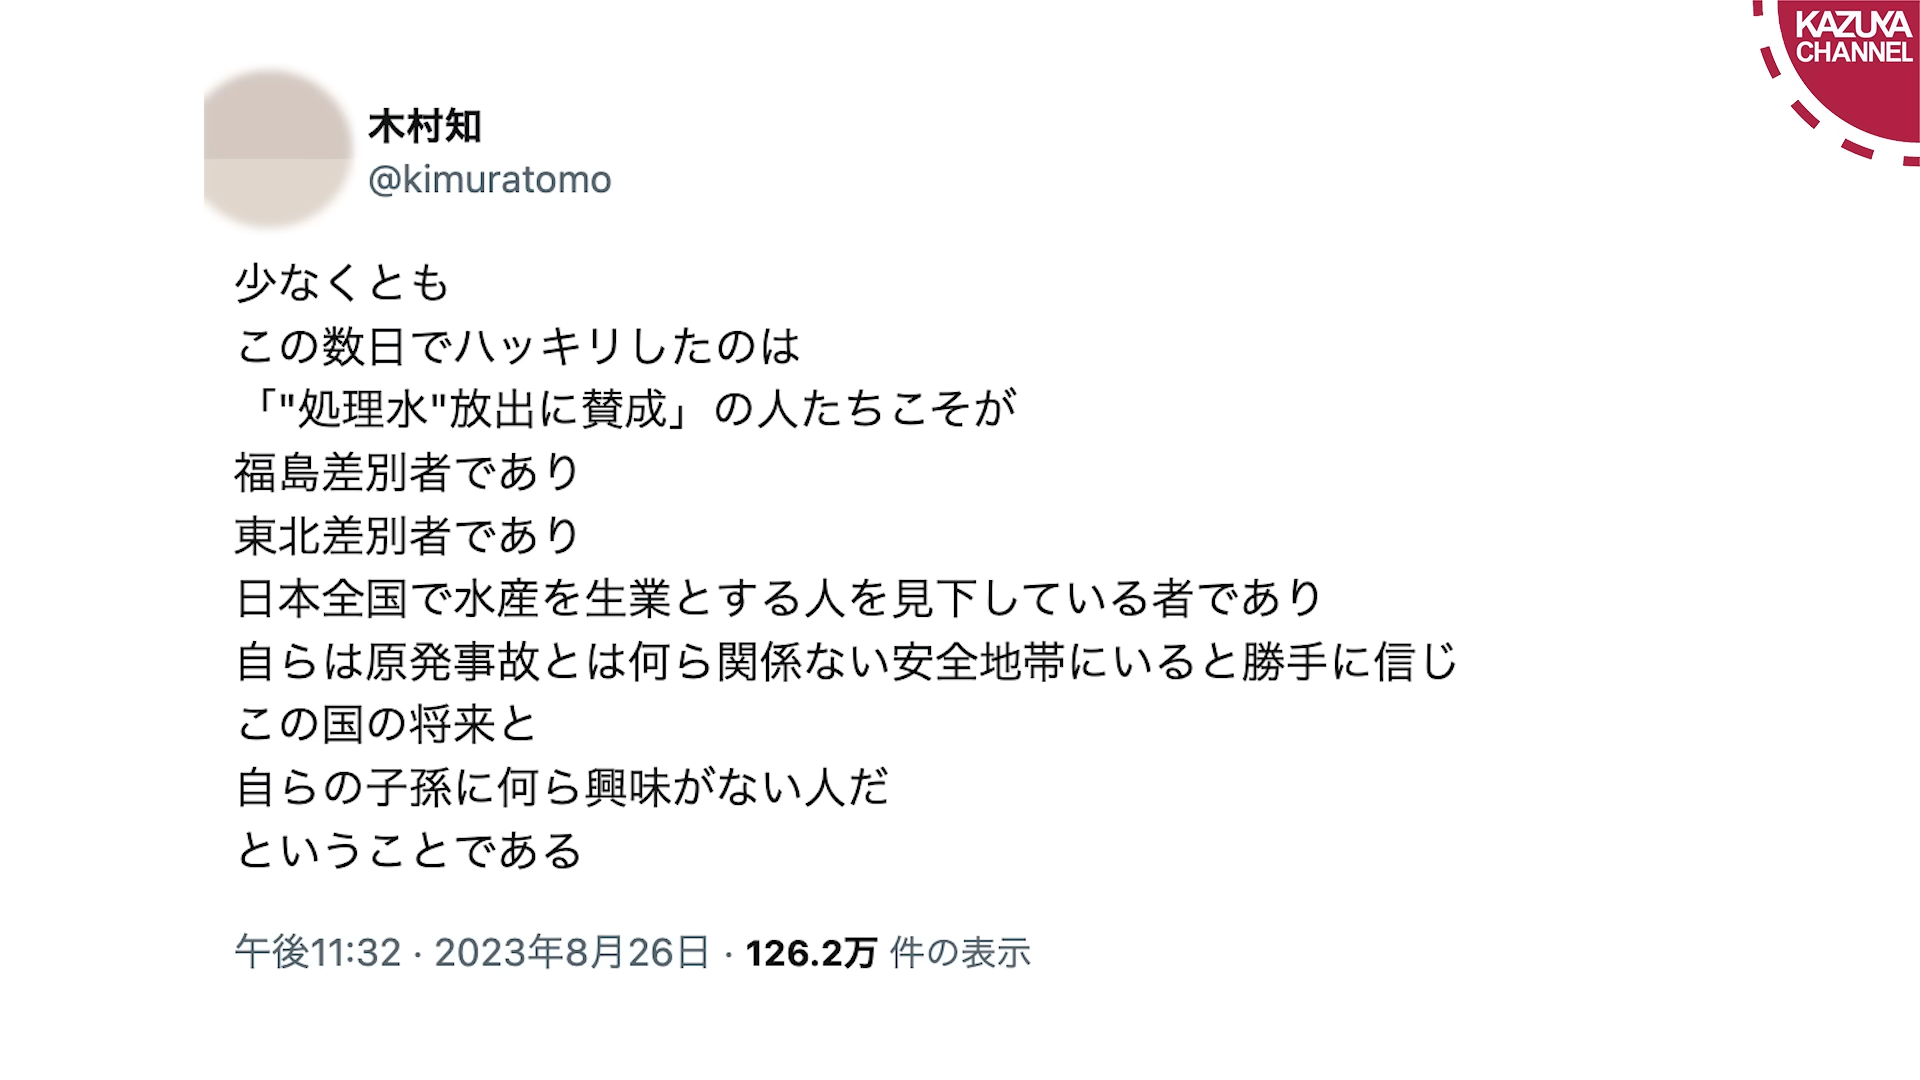 KAZUYA
CHANNEL
木村知
@kimuratomo
少なくとも
この数日でハッキリしたのは
「"処理水"放出に賛成」の人たちこそが
福島差別者であり
東北差別者であり
日本全国で水産を生業とする人を見下している者であり
自らは原発事故とは何ら関係ない安全地帯にいると勝手に信じ
この国の将来と
自らの子孫に何ら興味がない人だ
ということである
午後11:32 · 2023年8月26日 · 126.2万 件の表示